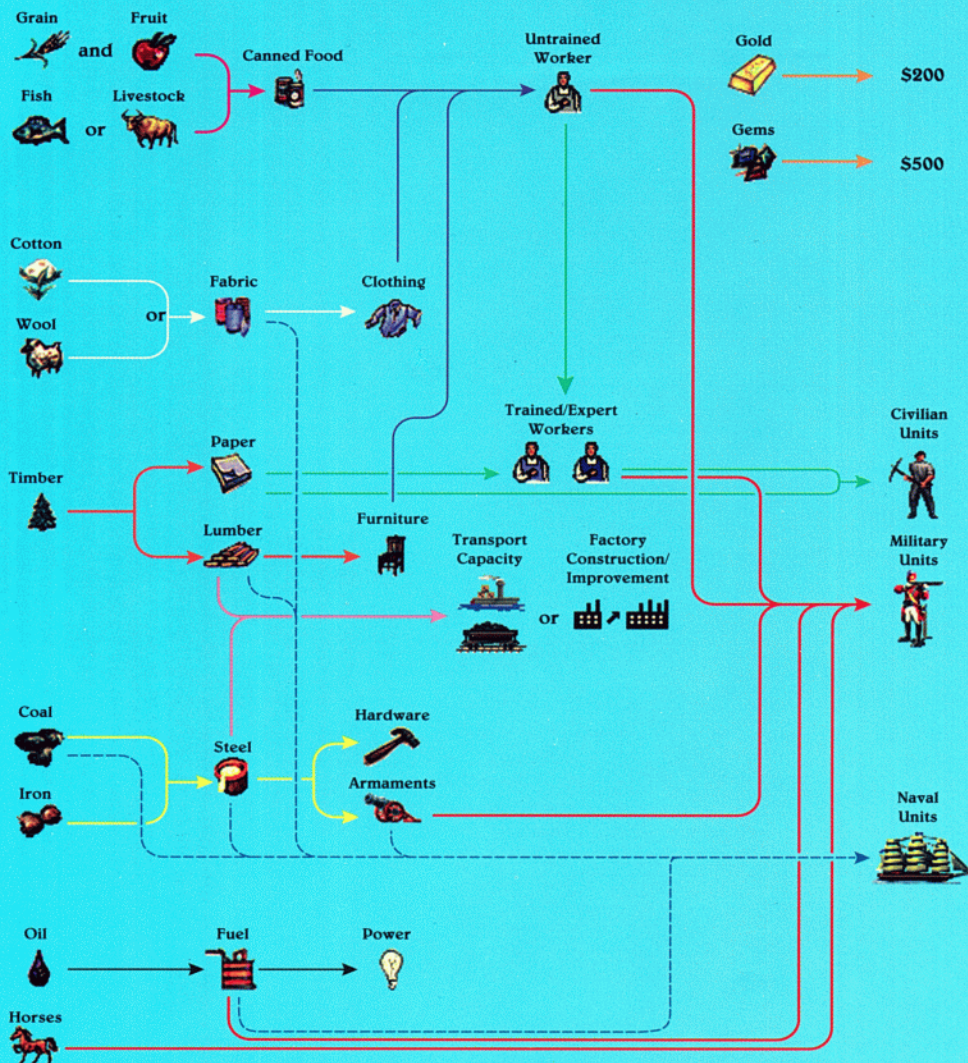 Grain
and
Fruit
Fish
or
Livestock
Canned Food
Untrained
Worker
Gold
$200
Gems
$500
Cotton
or
Wool
Fabric
Clothing
Trained/Expert
Workers
Civilian
Units
Timber
Paper
Lumber
Furniture
Transport
Capacity
or
Factory
Construction/
Improvement
Military
Units
Coal
Iron
Steel
Hardware
Armaments
Naval
Units
Oil
Fuel
Power
Horses